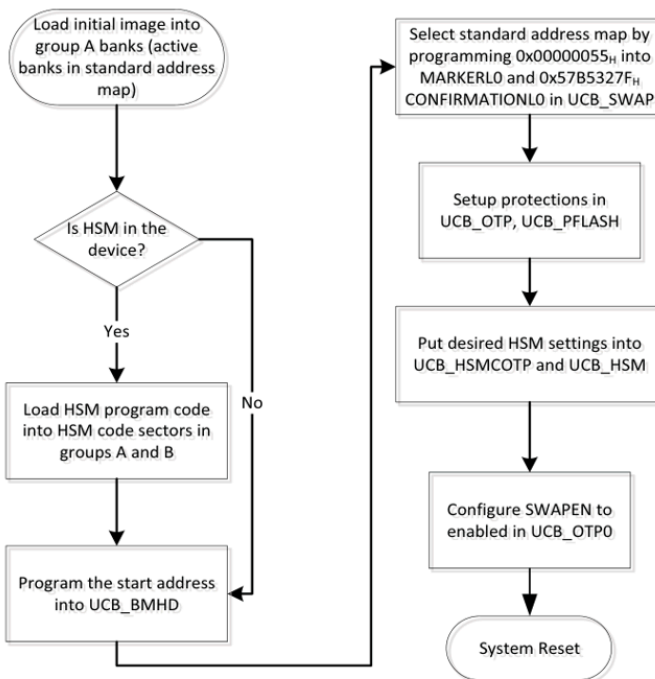 Load initial image into
group A banks (active
banks in standard address
map)
Is HSM in the
device?
Yes
No
Load HSM program code
into HSM code sectors in
groups A and B
Program the start address
into UCB_BMHD
Select standard address map by
programming 0x00000055H into
MARKERL0 and 0x57B5327FH
CONFIRMATIONL0 in UCB_SWAP
Setup protections in
UCB_OTP, UCB_PFLASH
Put desired HSM settings into
UCB_HSMCOTP and UCB_HSM
Configure SWAPEN to
enabled in UCB_OTP0
System Reset